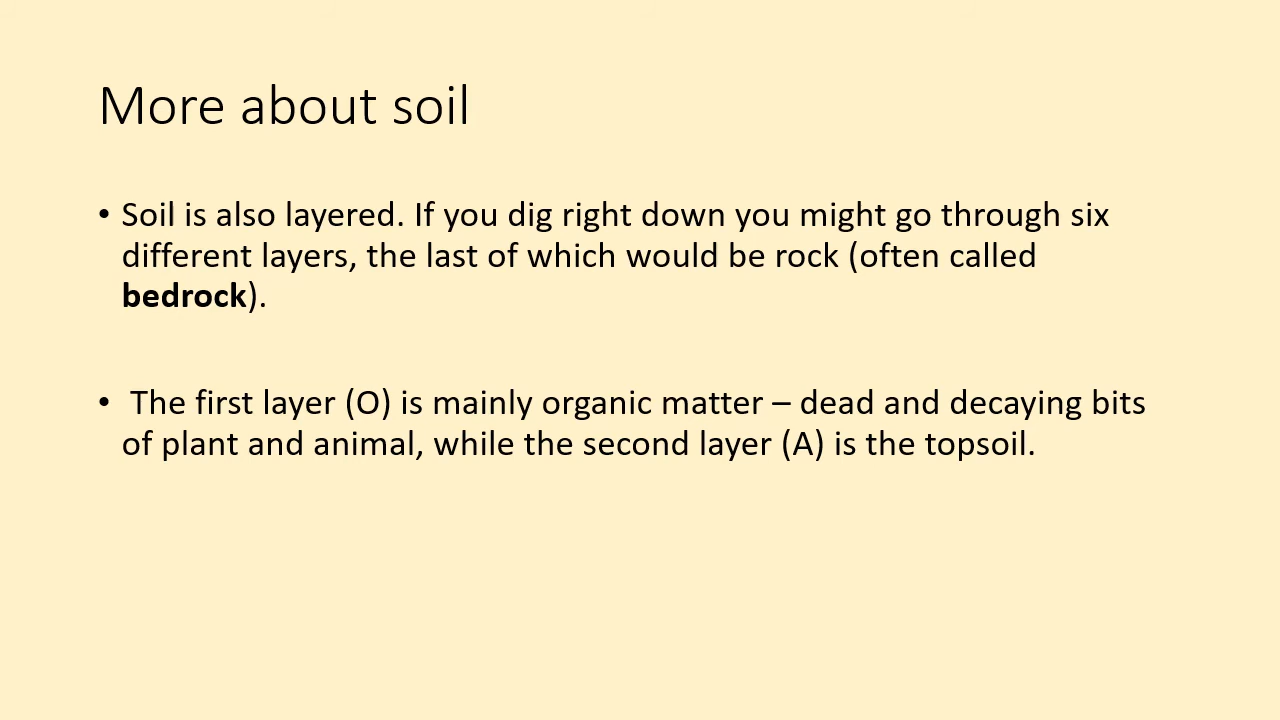 More about soil
• Soil is also layered. If you dig right down you might go through six
different layers, the last of which would be rock (often called
bedrock).
• The first layer (O) is mainly organic matter – dead and decaying bits
of plant and animal, while the second layer (A) is the topsoil.